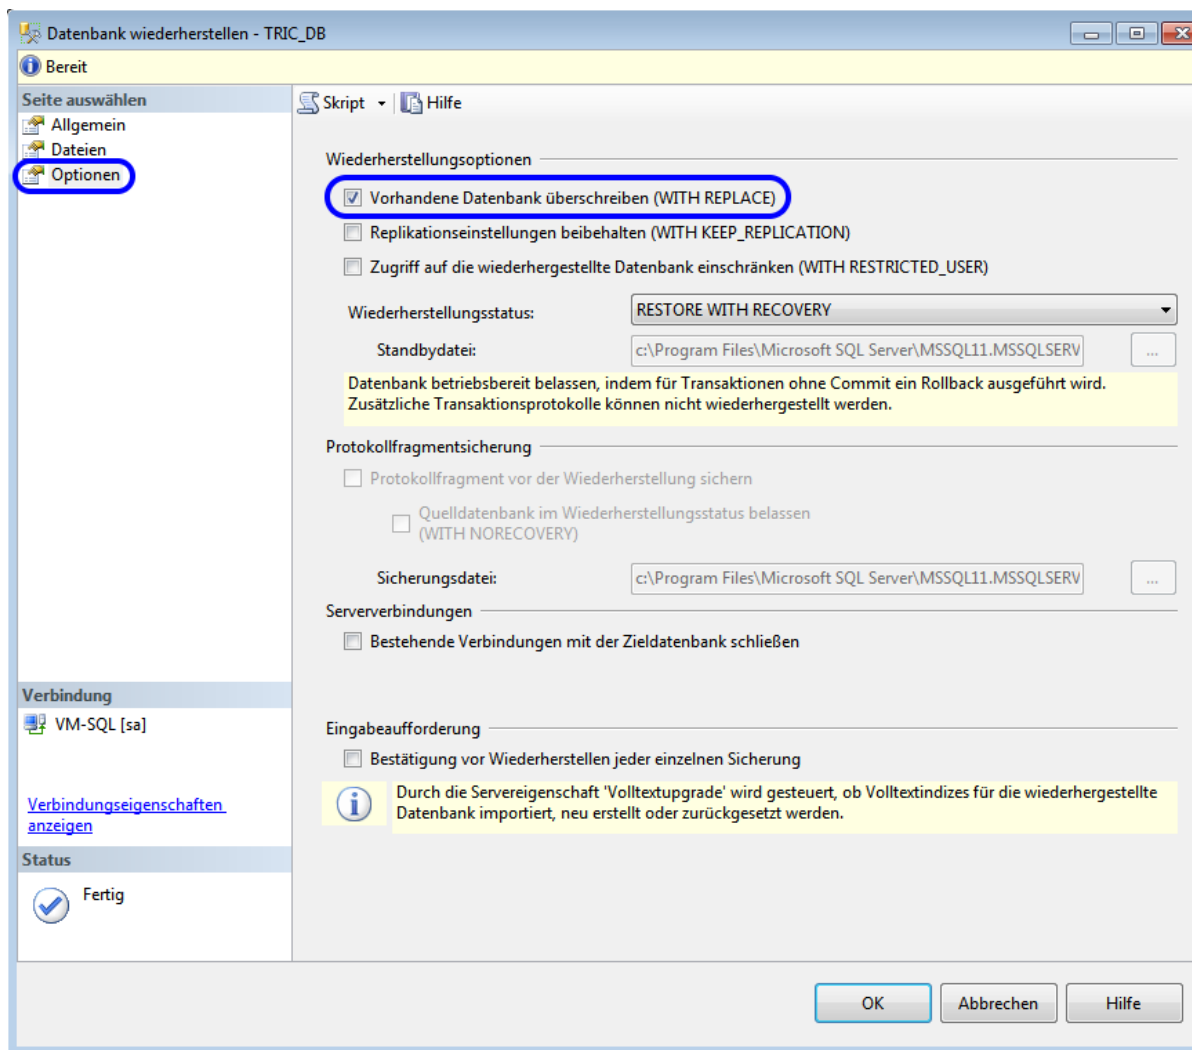 Datenbank wiederherstellen - TRIC_DB
Bereit
Seite auswählen
Allgemein
Dateien
Optionen
Skript
Hilfe
Wiederherstellungsoptionen
Vorhandene Datenbank überschreiben (WITH REPLACE)
Replikationseinstellungen beibehalten (WITH KEEP_REPLICATION)
Zugriff auf die wiederhergestellte Datenbank einschränken (WITH RESTRICTED_USER)
Wiederherstellungsstatus:
RESTORE WITH RECOVERY
Standbydatei:
c:\Program Files\Microsoft SQL Server\MSSQL11.MSSQLSERV
...
Datenbank betriebsbereit belassen, indem für Transaktionen ohne Commit ein Rollback ausgeführt wird.
Zusätzliche Transaktionsprotokolle können nicht wiederhergestellt werden.
Protokollfragmentsicherung
Protokollfragment vor der Wiederherstellung sichern
Quelldatenbank im Wiederherstellungsstatus belassen
(WITH NORECOVERY)
Sicherungsdatei:
c:\Program Files\Microsoft SQL Server\MSSQL11.MSSQLSERV
...
Serververbindungen
Bestehende Verbindungen mit der Zieldatenbank schließen
Verbindung
VM-SQL [sa]
Verbindungseigenschaften
anzeigen
Eingabeaufforderung
Bestätigung vor Wiederherstellen jeder einzelnen Sicherung
Durch die Servereigenschaft 'Volltextupgrade' wird gesteuert, ob Volltextindizes für die wiederhergestellte
Datenbank importiert, neu erstellt oder zurückgesetzt werden.
Status
Fertig
OK
Abbrechen
Hilfe